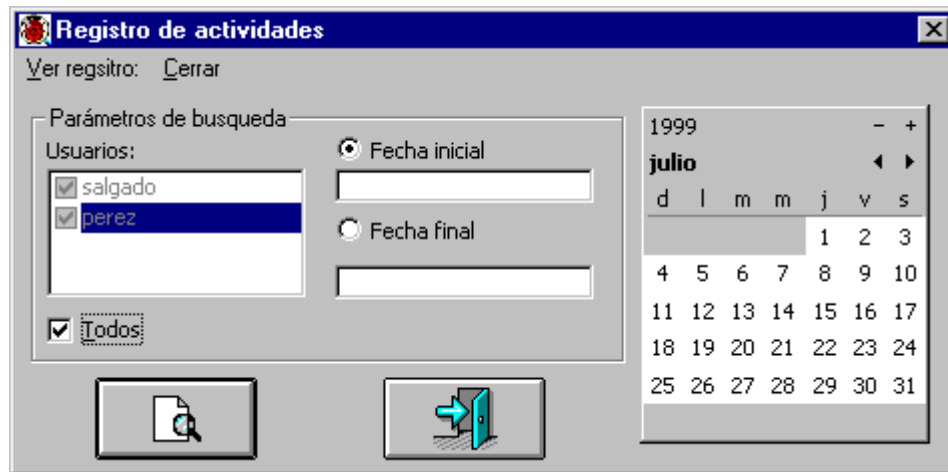 Registro de actividades
Ver regsitro: Cerrar
Parámetros de busqueda
Usuarios:
salgado
perez
Todos
Fecha inicial
Fecha final
1999 - +
julio
d l m m j v s
1 2 3
4 5 6 7 8 9 10
11 12 13 14 15 16 17
18 19 20 21 22 23 24
25 26 27 28 29 30 31